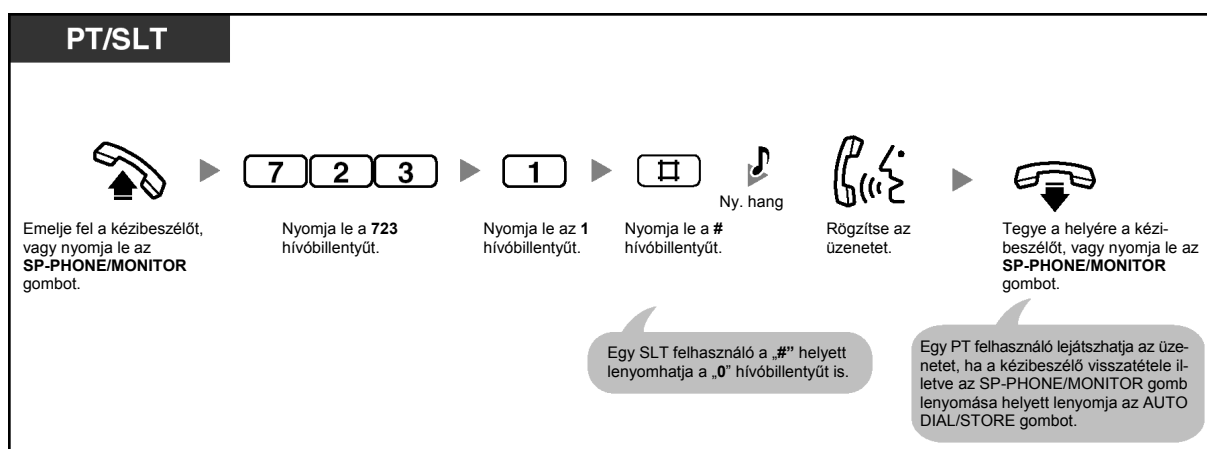 PT/SLT
7 2 3
1
#
Ny. hang
Emelje fel a kézibeszélőt,
vagy nyomja le az
SP-PHONE/MONITOR
gombot.
Nyomja le a 723
hívóbillentyűt.
Nyomja le az 1
hívóbillentyűt.
Nyomja le a #
hívóbillentyűt.
Rögzítse az
üzenetet.
Tegye a helyére a kézi-
beszélőt, vagy nyomja le az
SP-PHONE/MONITOR
gombot.
Egy SLT felhasználó a „#” helyett
lenyomhatja a „0” hívóbillentyűt is.
Egy PT felhasználó lejátszhatja az üze-
netet, ha a kézibeszélő visszatétele il-
letve az SP-PHONE/MONITOR gomb
lenyomása helyett lenyomja az AUTO
DIAL/STORE gombot.